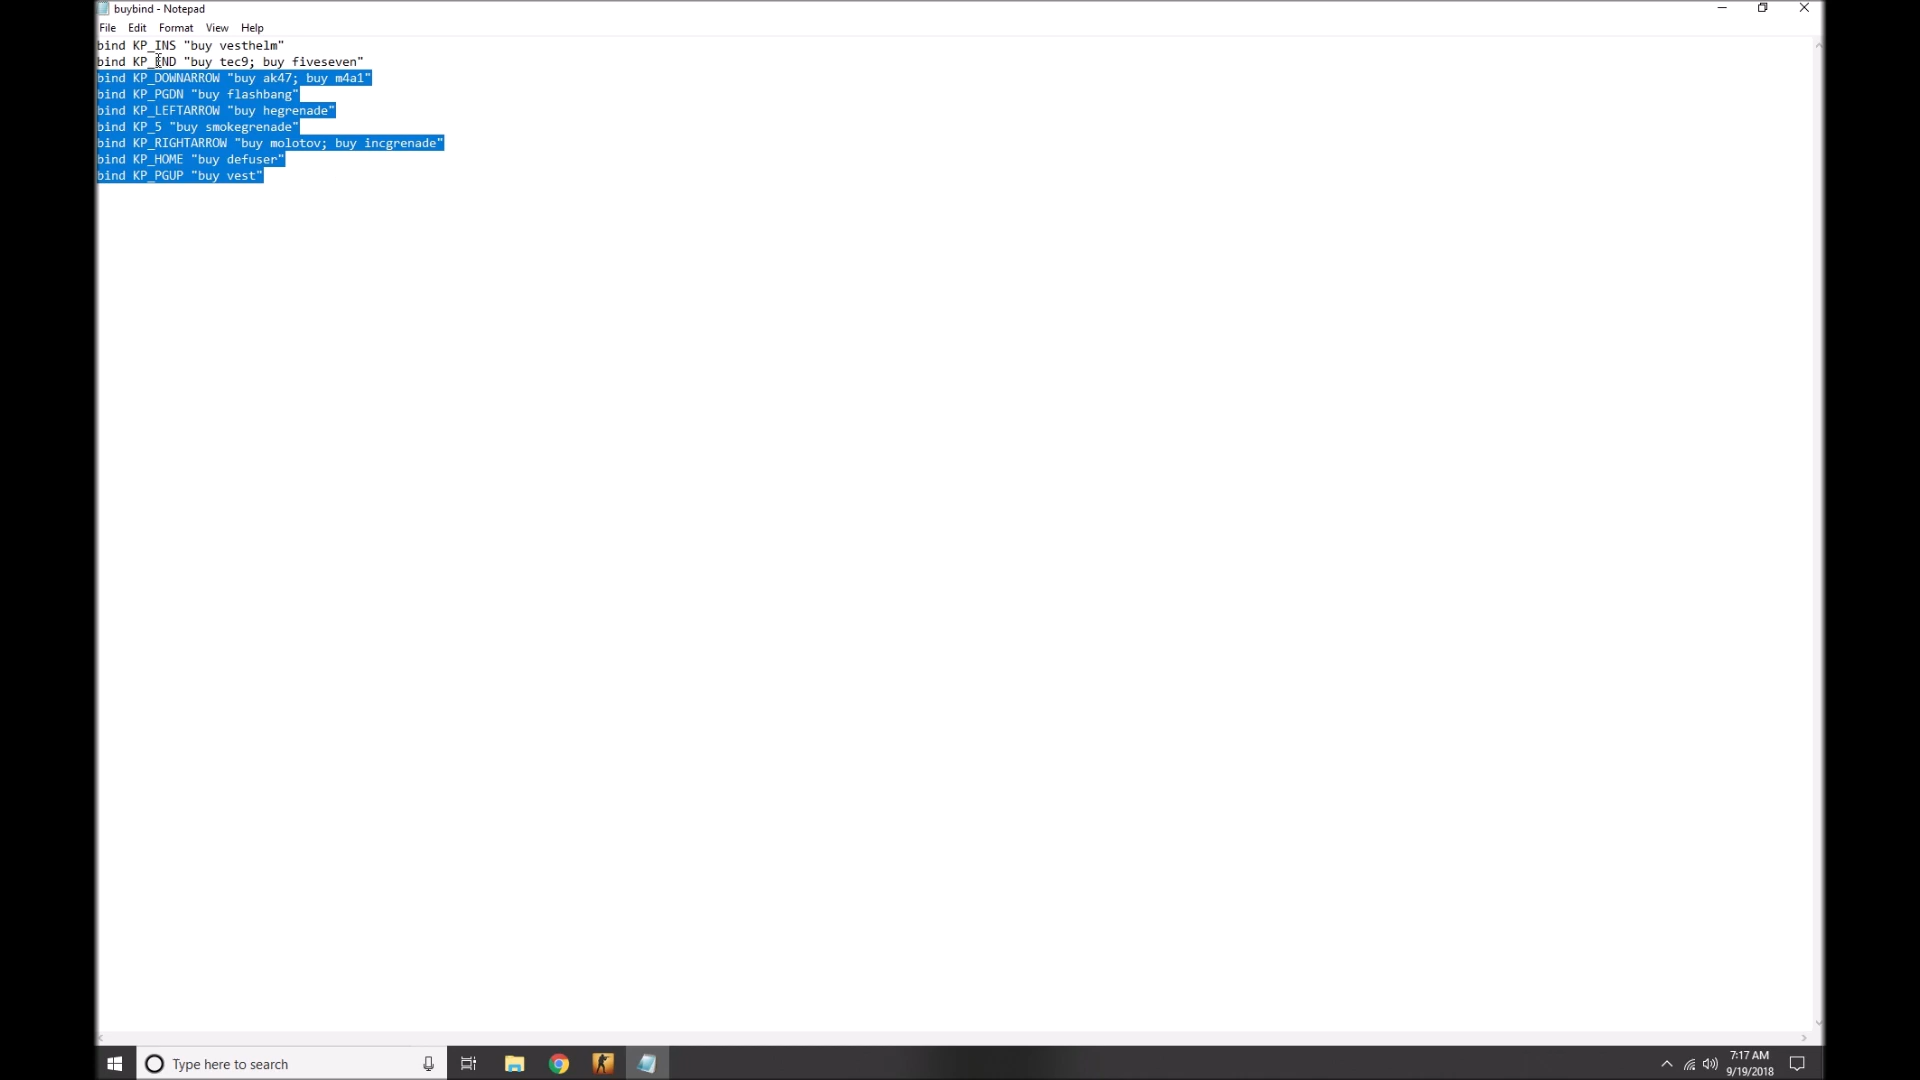 buybind - Notepad
File Edit Format View Help
bind KP_INS "buy vesthelm"
bind KP_END "buy tec9; buy fiveseven"
bind KP_DOWNARROW "buy ak47; buy m4a1"
bind KP_PGDN "buy flashbang"
bind KP_LEFTARROW "buy hegrenade"
bind KP_5 "buy smokegrenade"
bind KP_RIGHTARROW "buy molotov; buy incgrenade"
bind KP_HOME "buy defuser"
bind KP_PGUP "buy vest"
Type here to search
7:17 AM
9/19/2018